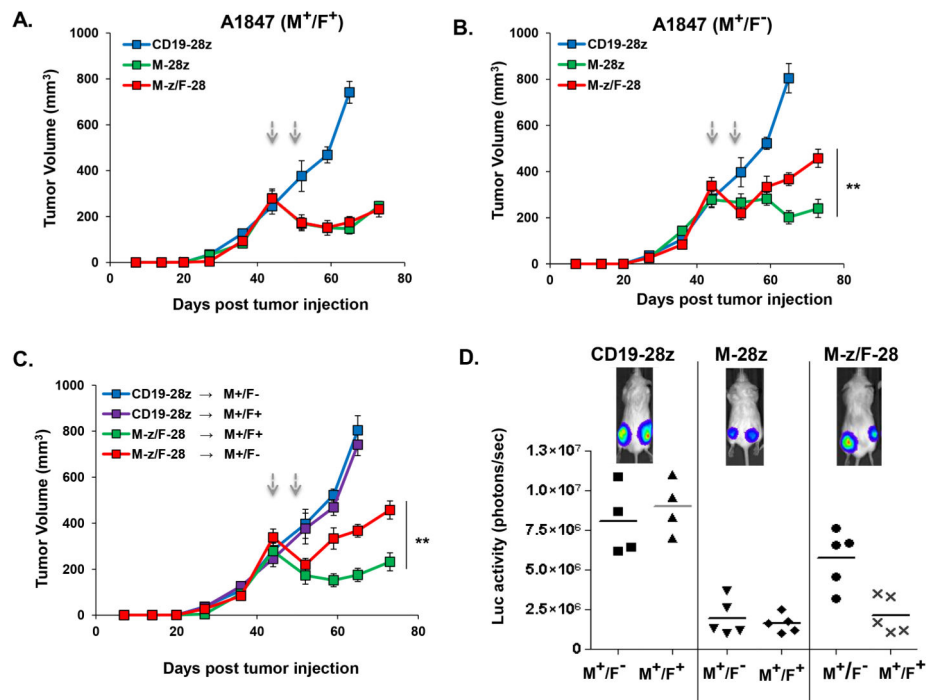 A.
A1847 (M⁺/F⁺)
CD19-28z
M-28z
M-z/F-28
Tumor Volume (mm³)
1000
800
600
400
200
0
0 20 40 60 80
Days post tumor injection
B.
A1847 (M⁺/F⁻)
CD19-28z
M-28z
M-z/F-28
Tumor Volume (mm³)
1000
800
600
400
200
0
**
0 20 40 60 80
Days post tumor injection
C.
CD19-28z → M+/F-
CD19-28z → M+/F+
M-z/F-28 → M+/F+
M-z/F-28 → M+/F-
Tumor Volume (mm³)
1000
800
600
400
200
0
**
0 20 40 60 80
Days post tumor injection
D.
CD19-28z M-28z M-z/F-28
Luc activity (photons/sec)
1.3×10⁷
1.0×10⁷
7.5×10⁶
5.0×10⁶
2.5×10⁶
0
M⁺/F⁻ M⁺/F⁺ M⁺/F⁻ M⁺/F⁺ M⁺/F⁻ M⁺/F⁺